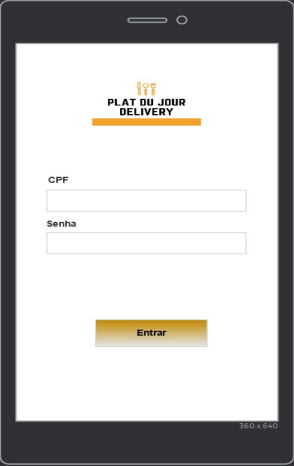 PLAT DU JOUR
DELIVERY
CPF
Senha
Entrar
360 x 640